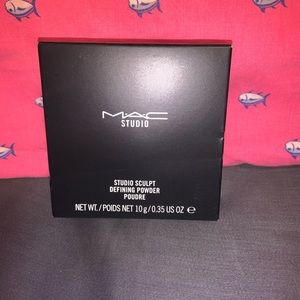 MAC
STUDIO
STUDIO SCULPT
DEFINING POWDER
POUDRE
NET WT. / POIDS NET 10 g / 0.35 US OZ ℮